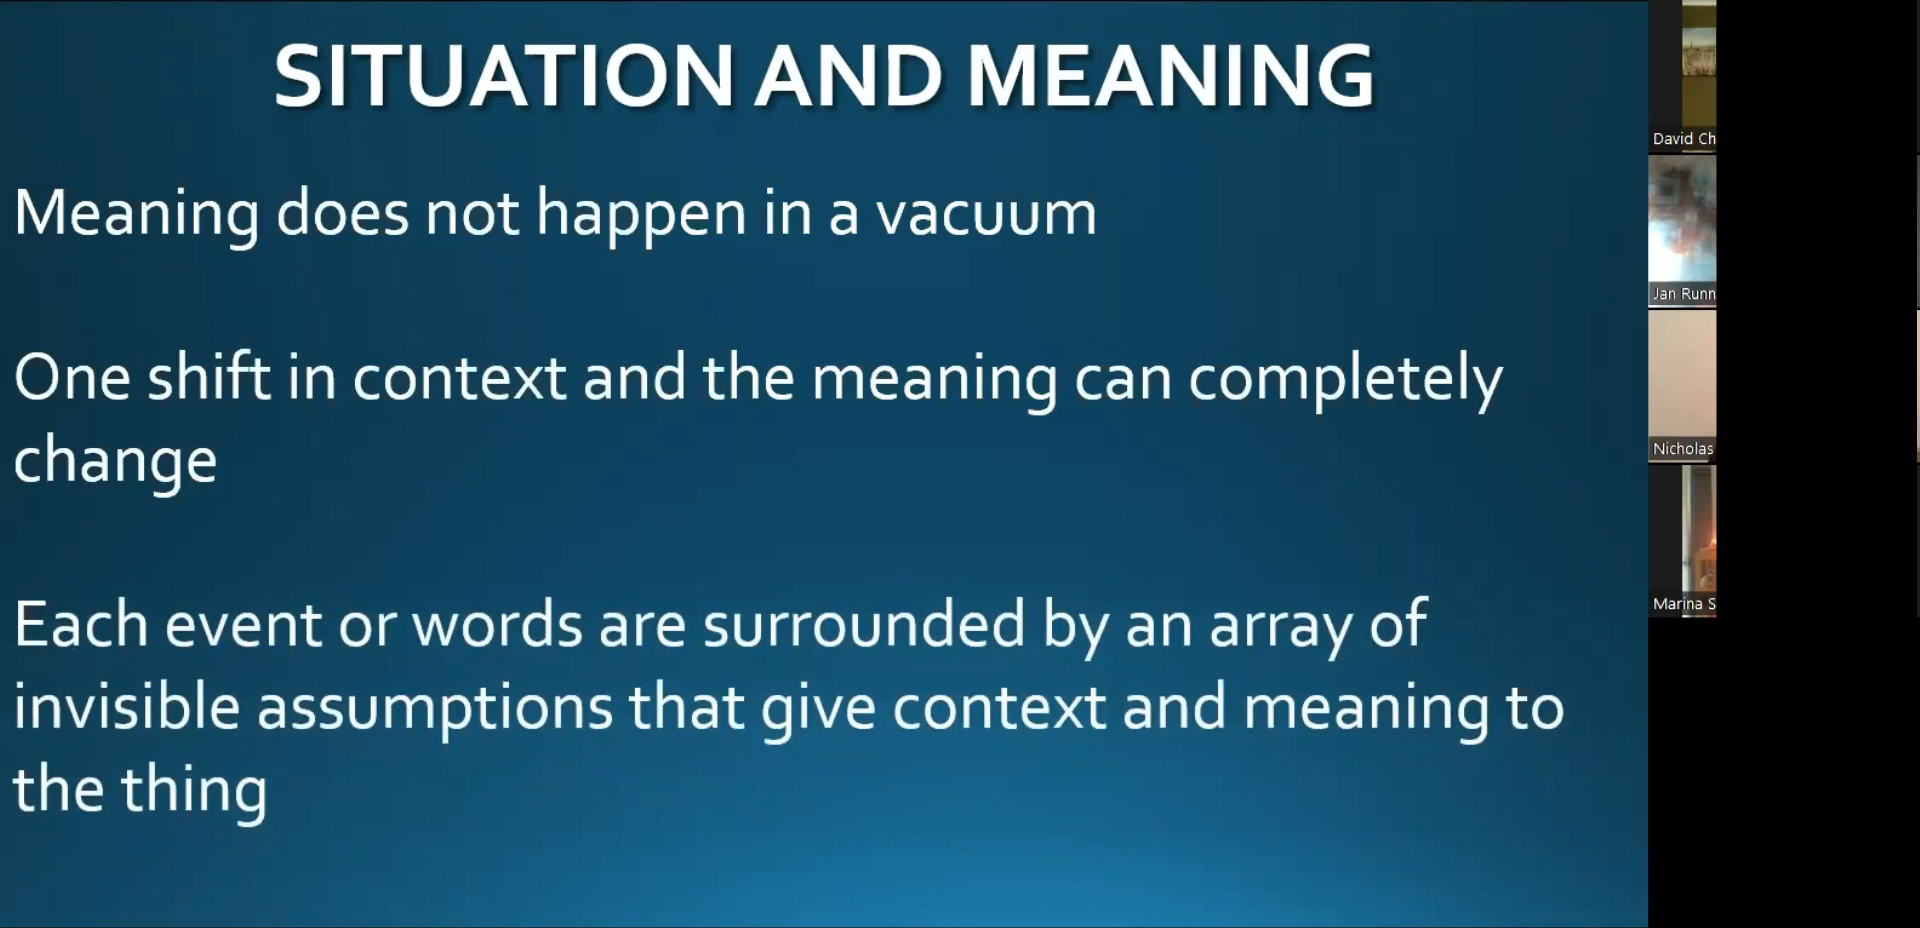 SITUATION AND MEANING
Meaning does not happen in a vacuum
One shift in context and the meaning can completely
change
Each event or words are surrounded by an array of
invisible assumptions that give context and meaning to
the thing
David Ch
Jan Runn
Nicholas
Marina S